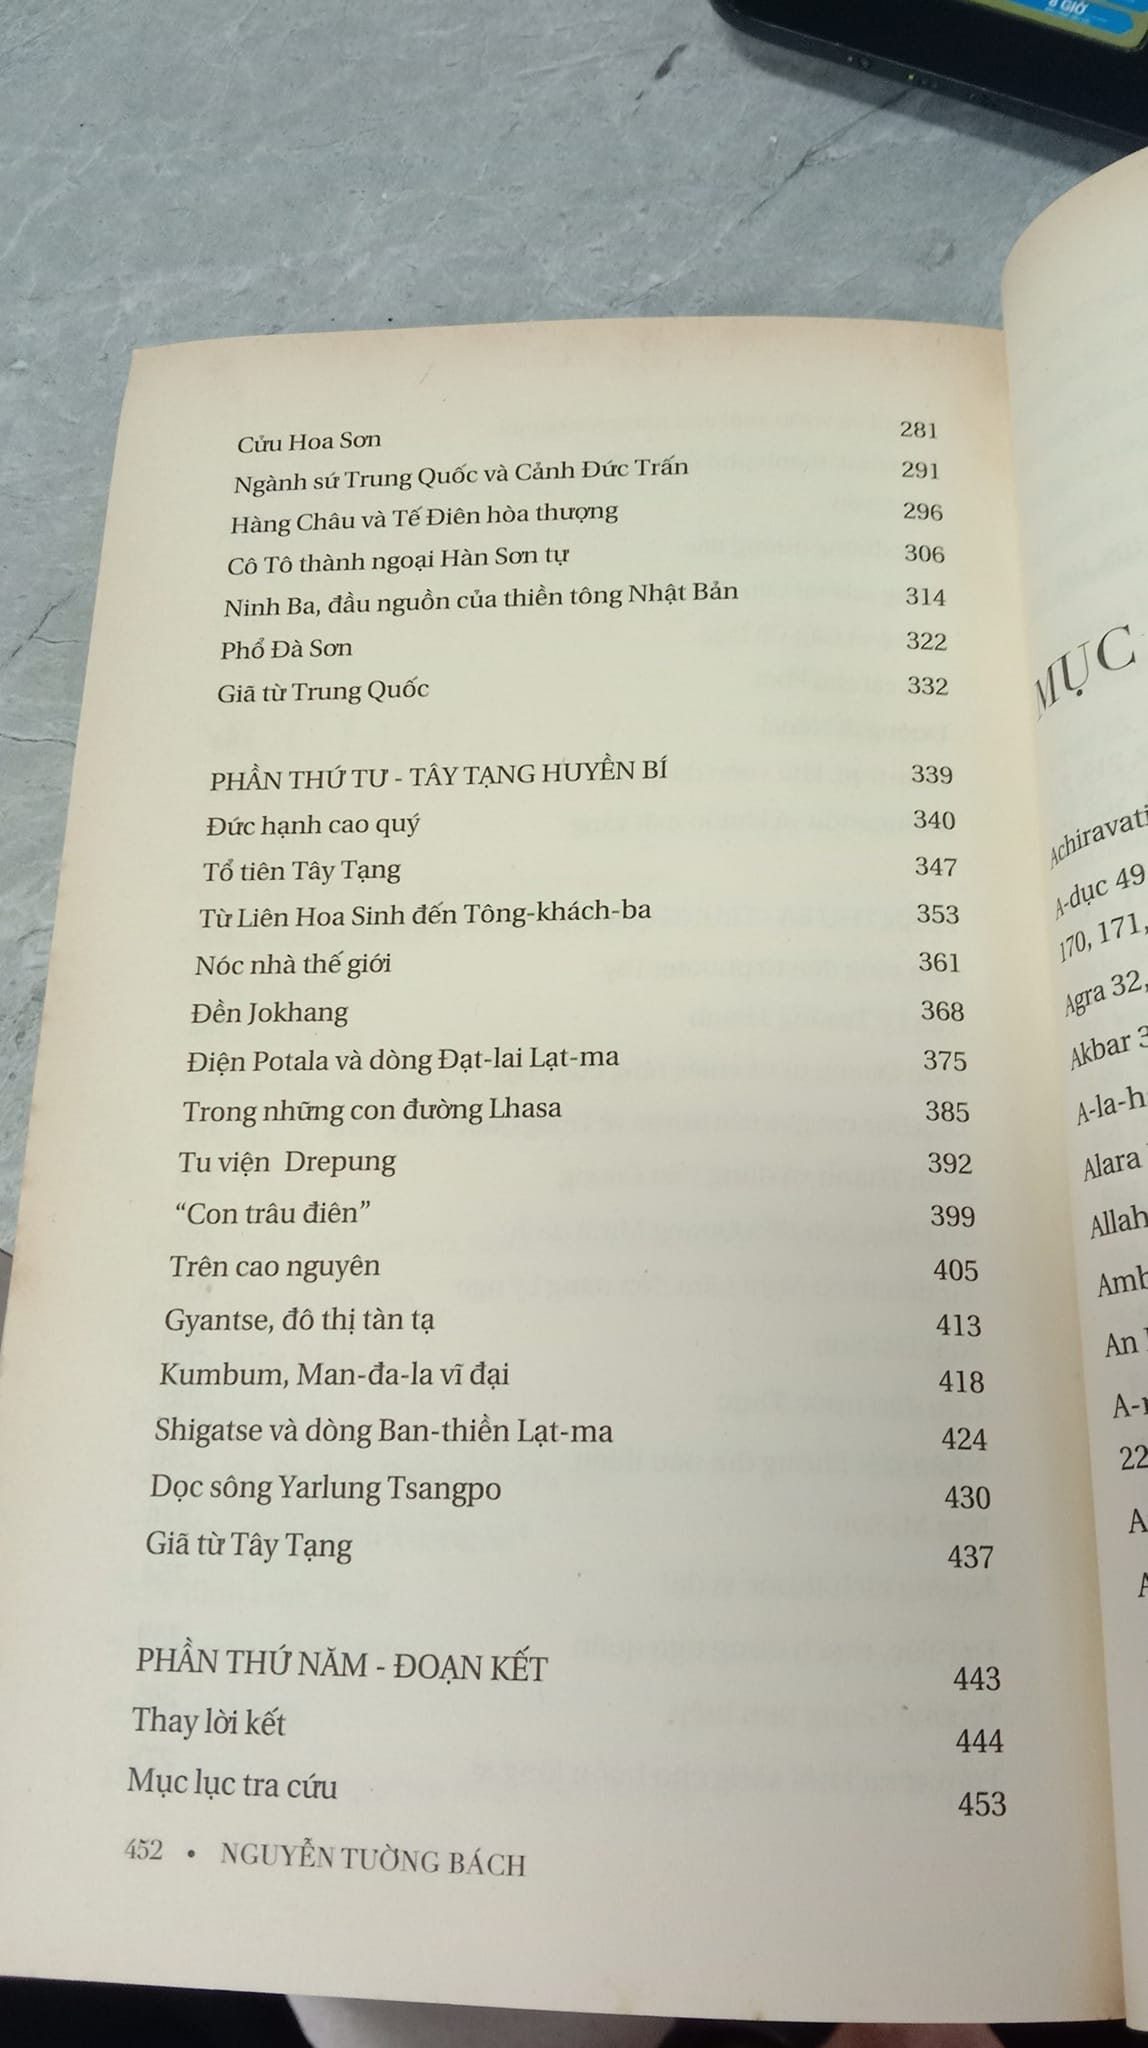 8 GIỜ
Cửu Hoa Sơn 281
Ngành sứ Trung Quốc và Cảnh Đức Trấn 291
Hàng Châu và Tế Điên hòa thượng 296
Cô Tô thành ngoại Hàn Sơn tự 306
Ninh Ba, đầu nguồn của thiền tông Nhật Bản 314
Phổ Đà Sơn 322
Giã từ Trung Quốc 332
PHẦN THỨ TƯ - TÂY TẠNG HUYỀN BÍ 339
Đức hạnh cao quý 340
Tổ tiên Tây Tạng 347
Từ Liên Hoa Sinh đến Tông-khách-ba 353
Nóc nhà thế giới 361
Đền Jokhang 368
Điện Potala và dòng Đạt-lai Lạt-ma 375
Trong những con đường Lhasa 385
Tu viện Drepung 392
“Con trâu điên” 399
Trên cao nguyên 405
Gyantse, đô thị tàn tạ 413
Kumbum, Man-đa-la vĩ đại 418
Shigatse và dòng Ban-thiền Lạt-ma 424
Dọc sông Yarlung Tsangpo 430
Giã từ Tây Tạng 437
PHẦN THỨ NĂM - ĐOẠN KẾT 443
Thay lời kết 444
Mục lục tra cứu 453
452 • NGUYỄN TƯỜNG BÁCH
MỤC
Achiravati
A-dục 49
170, 171,
Agra 32,
Akbar 3
A-la-h
Alara
Allah
Amb
An
A-
22
A
A